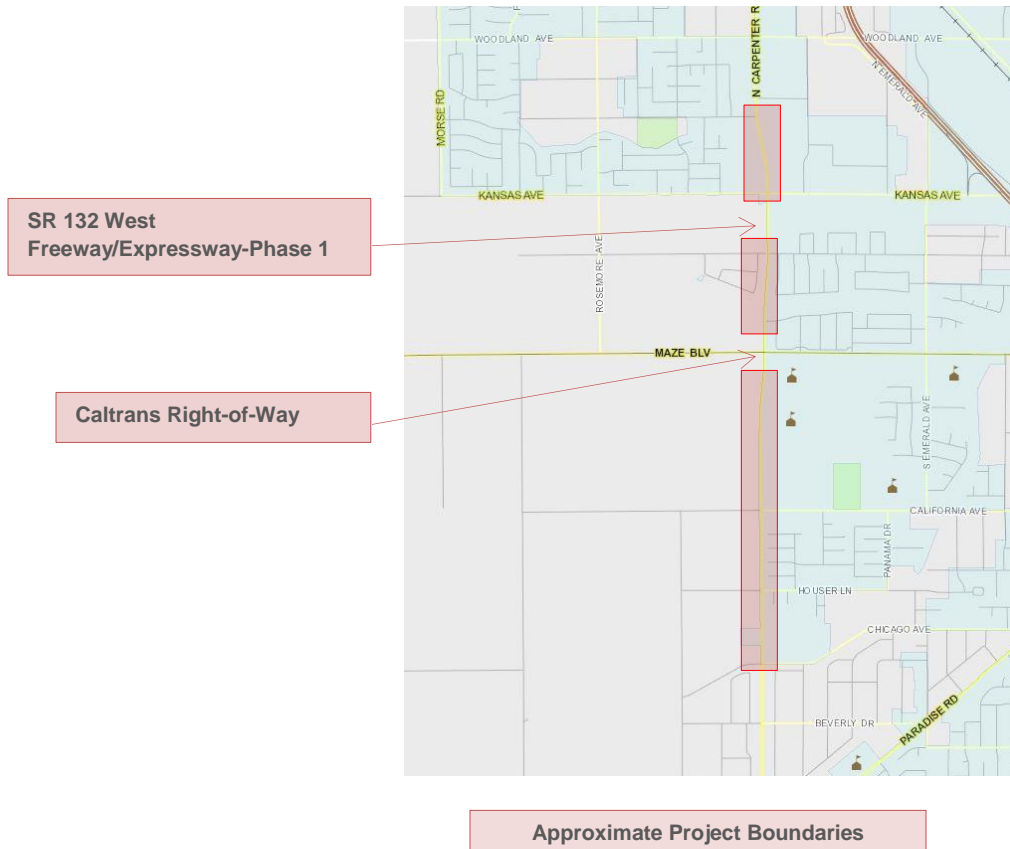 WOODLAND AVE
WOODLAND AVE
N CARPENTER R
N EMERALD AVE
MORSE RD
KANSAS AVE
KANSAS AVE
SR 132 West
Freeway/Expressway-Phase 1
ROSEMORE AVE
MAZE BLV
Caltrans Right-of-Way
S EMERALD AVE
CALIFORNIA AVE
PANAMA DR
HOUSER LN
CHICAGO AVE
PARADISE RD
BEVERLY DR
Approximate Project Boundaries